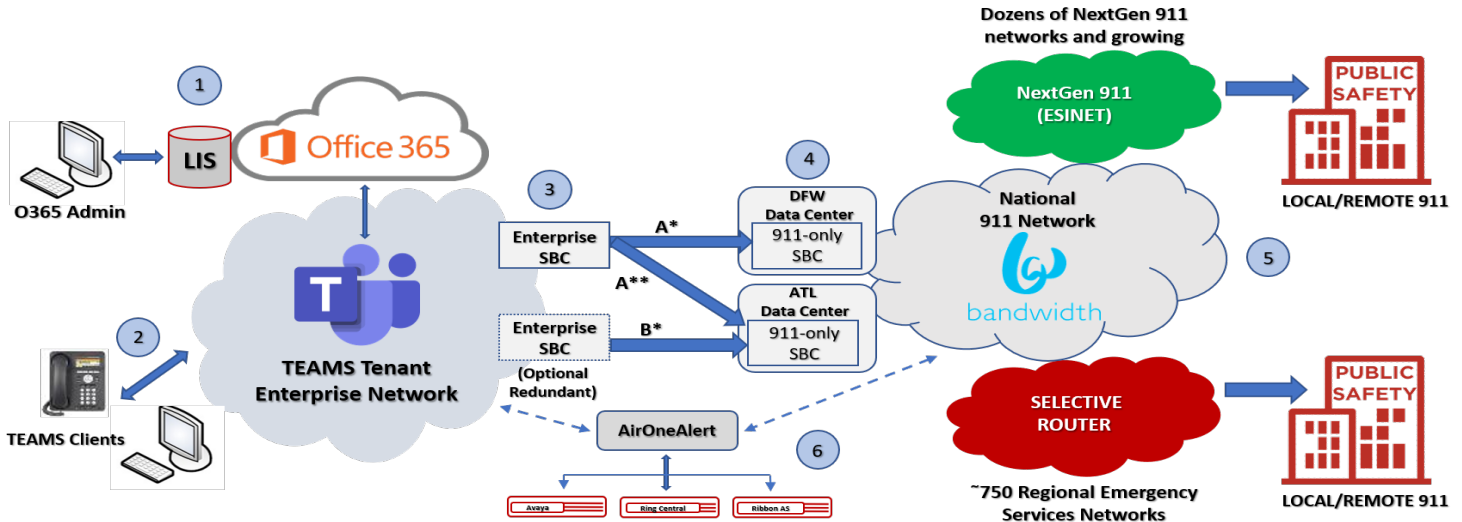 Dozens of NextGen 911
networks and growing
1
LIS
Office 365
O365 Admin
NextGen 911
(ESINET)
PUBLIC
SAFETY
LOCAL/REMOTE 911
3
4
Enterprise
SBC
A*
A**
DFW
Data Center
911-only
SBC
National
911 Network
bandwidth
5
2
T
TEAMS Tenant
Enterprise Network
TEAMS Clients
Enterprise
SBC
(Optional
Redundant)
B*
ATL
Data Center
911-only
SBC
AirOneAlert
6
Avaya
Ring Central
Ribbon AS
SELECTIVE
ROUTER
~750 Regional Emergency
Services Networks
PUBLIC
SAFETY
LOCAL/REMOTE 911